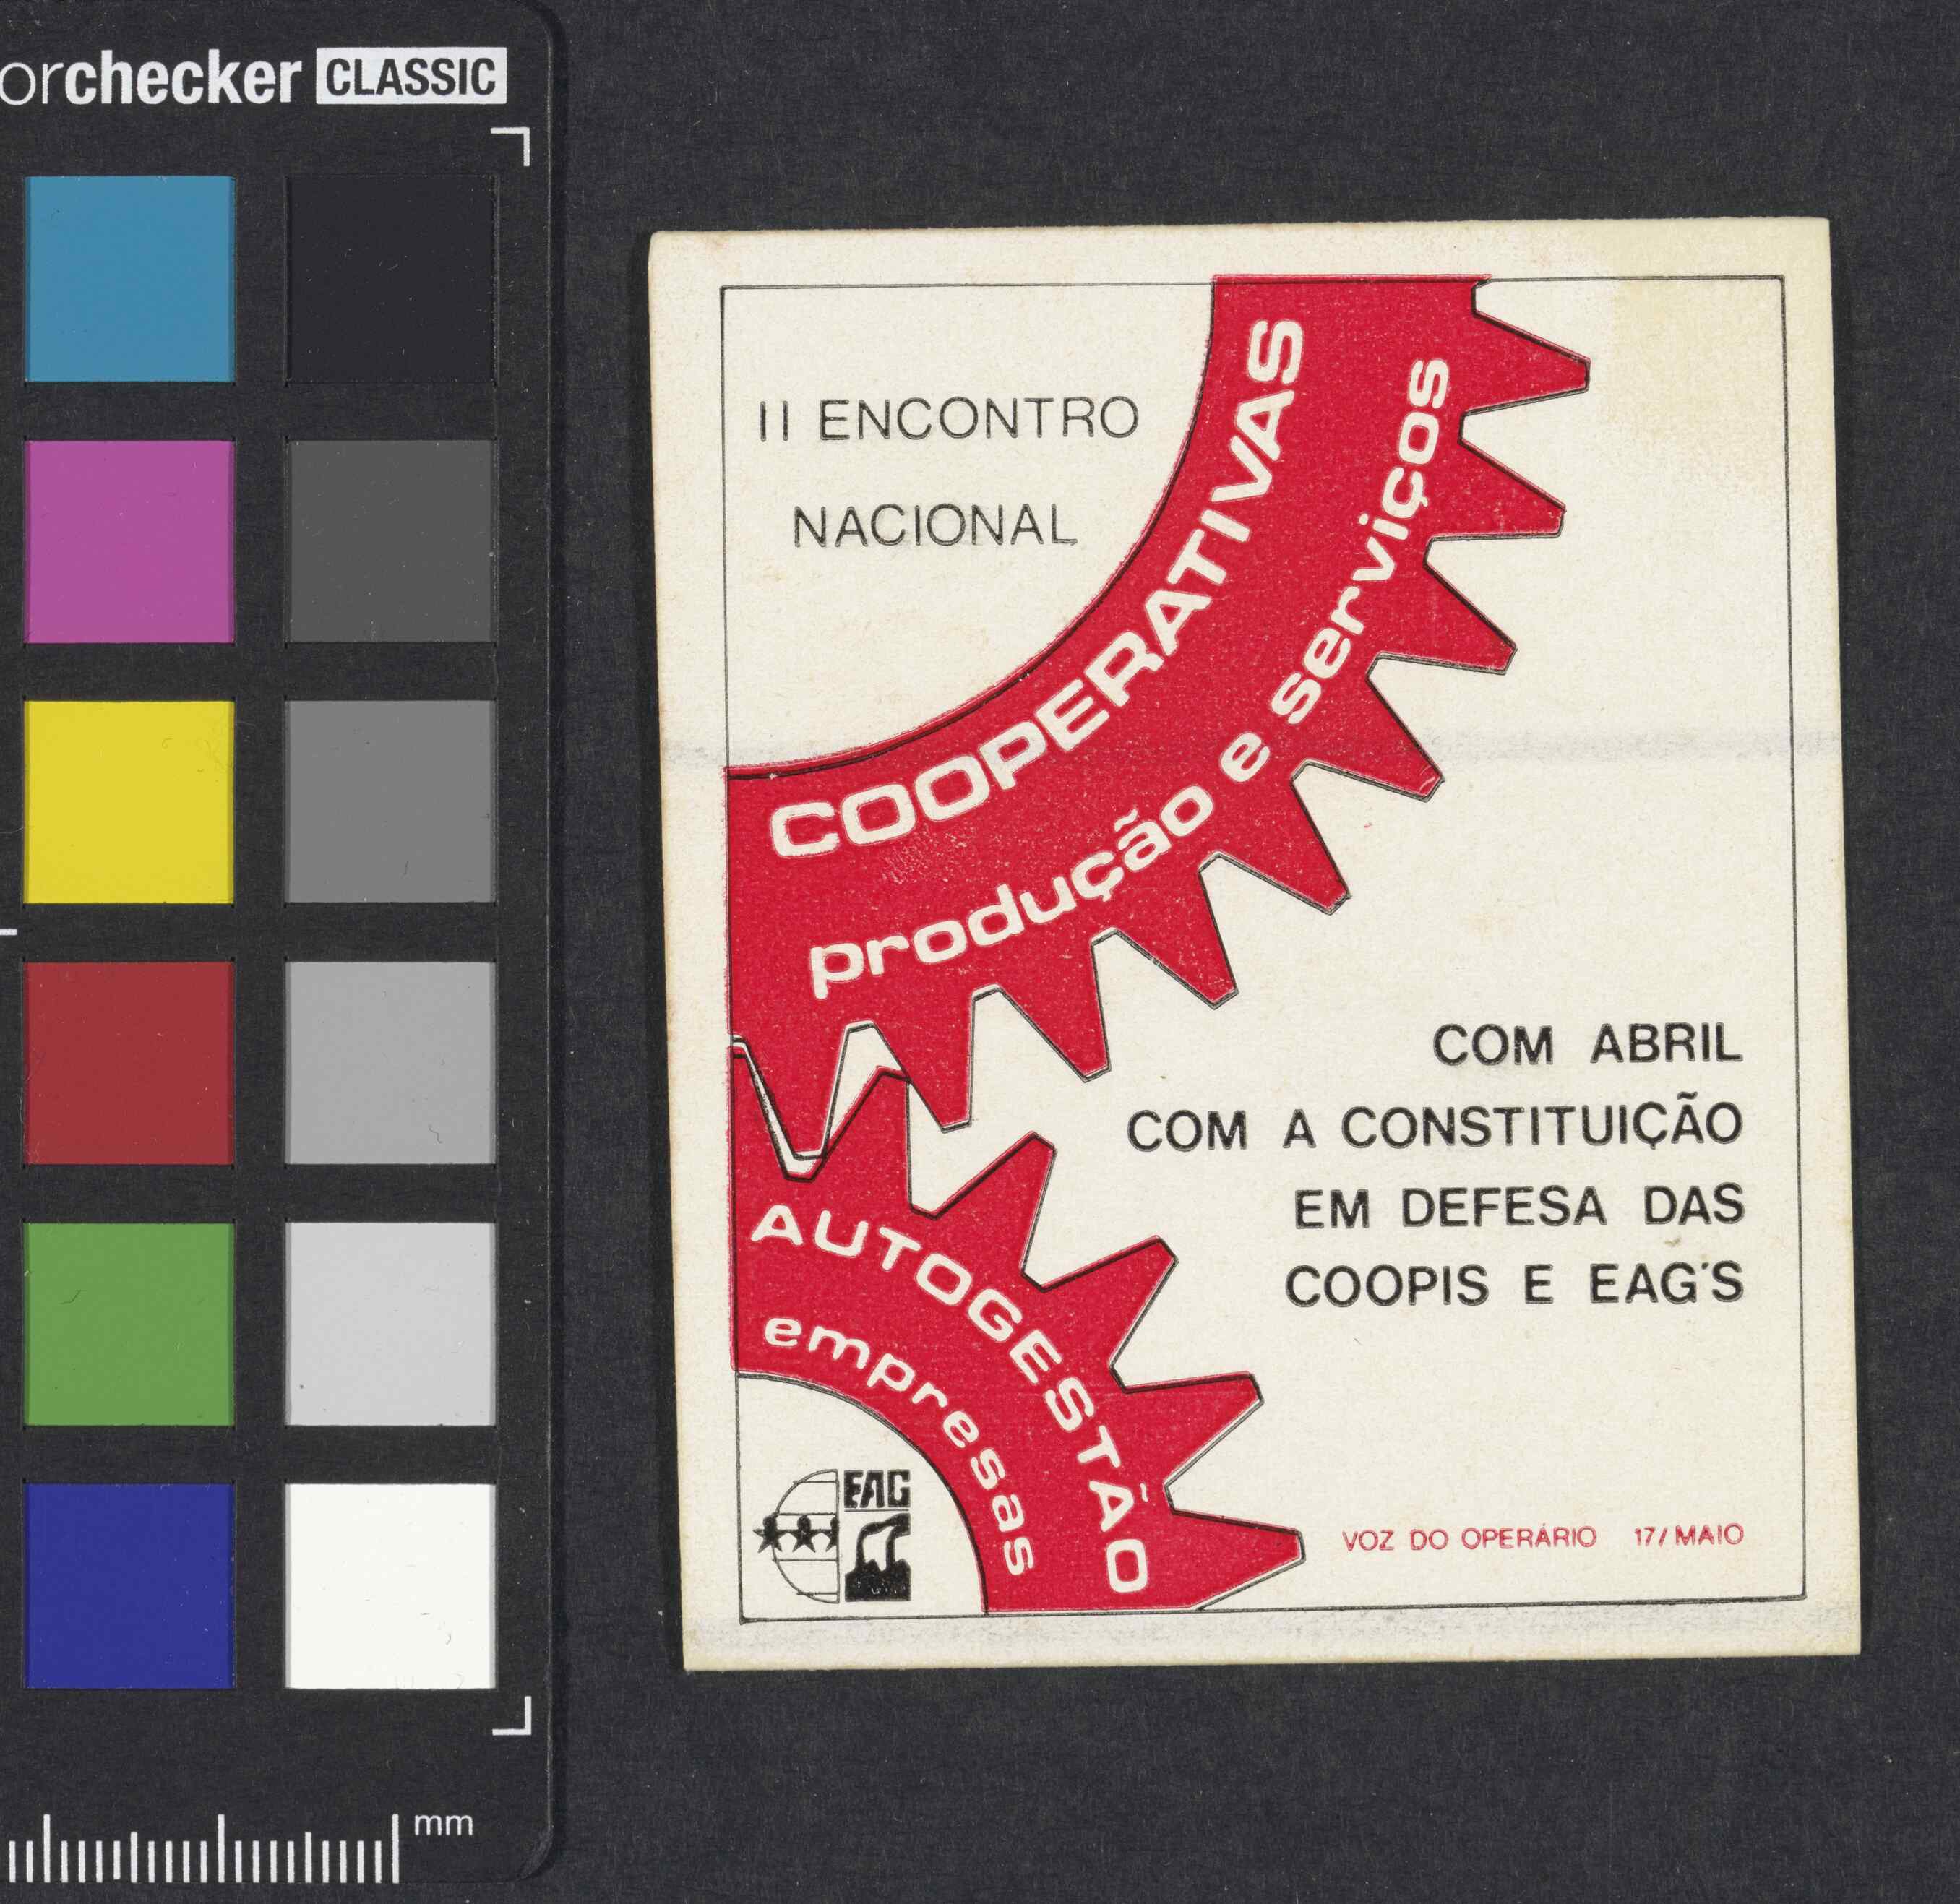 orchecker CLASSIC
II ENCONTRO
NACIONAL
COOPERATIVAS
produção e serviços
COM ABRIL
COM A CONSTITUIÇÃO
EM DEFESA DAS
COOPIS E EAG'S
AUTOGESTÃO
empresas
EAG
VOZ DO OPERÁRIO 17/MAIO
mm